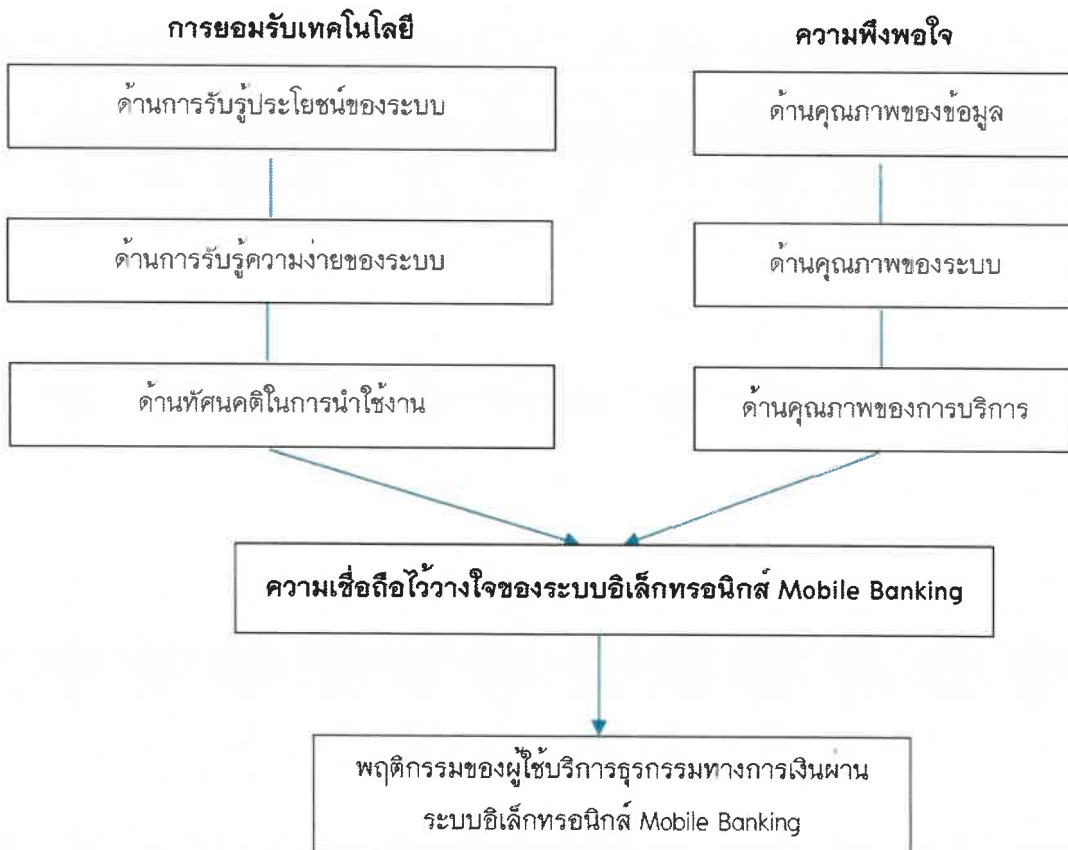 การยอมรับเทคโนโลยี
ด้านการรับรู้ประโยชน์ของระบบ
ด้านการรับรู้ความง่ายของระบบ
ด้านทัศนคติในการนำใช้งาน
ความพึงพอใจ
ด้านคุณภาพของข้อมูล
ด้านคุณภาพของระบบ
ด้านคุณภาพของการบริการ
ความเชื่อถือไว้วางใจของระบบอิเล็กทรอนิกส์ Mobile Banking
พฤติกรรมของผู้ใช้บริการธุรกรรมทางการเงินผ่าน
ระบบอิเล็กทรอนิกส์ Mobile Banking